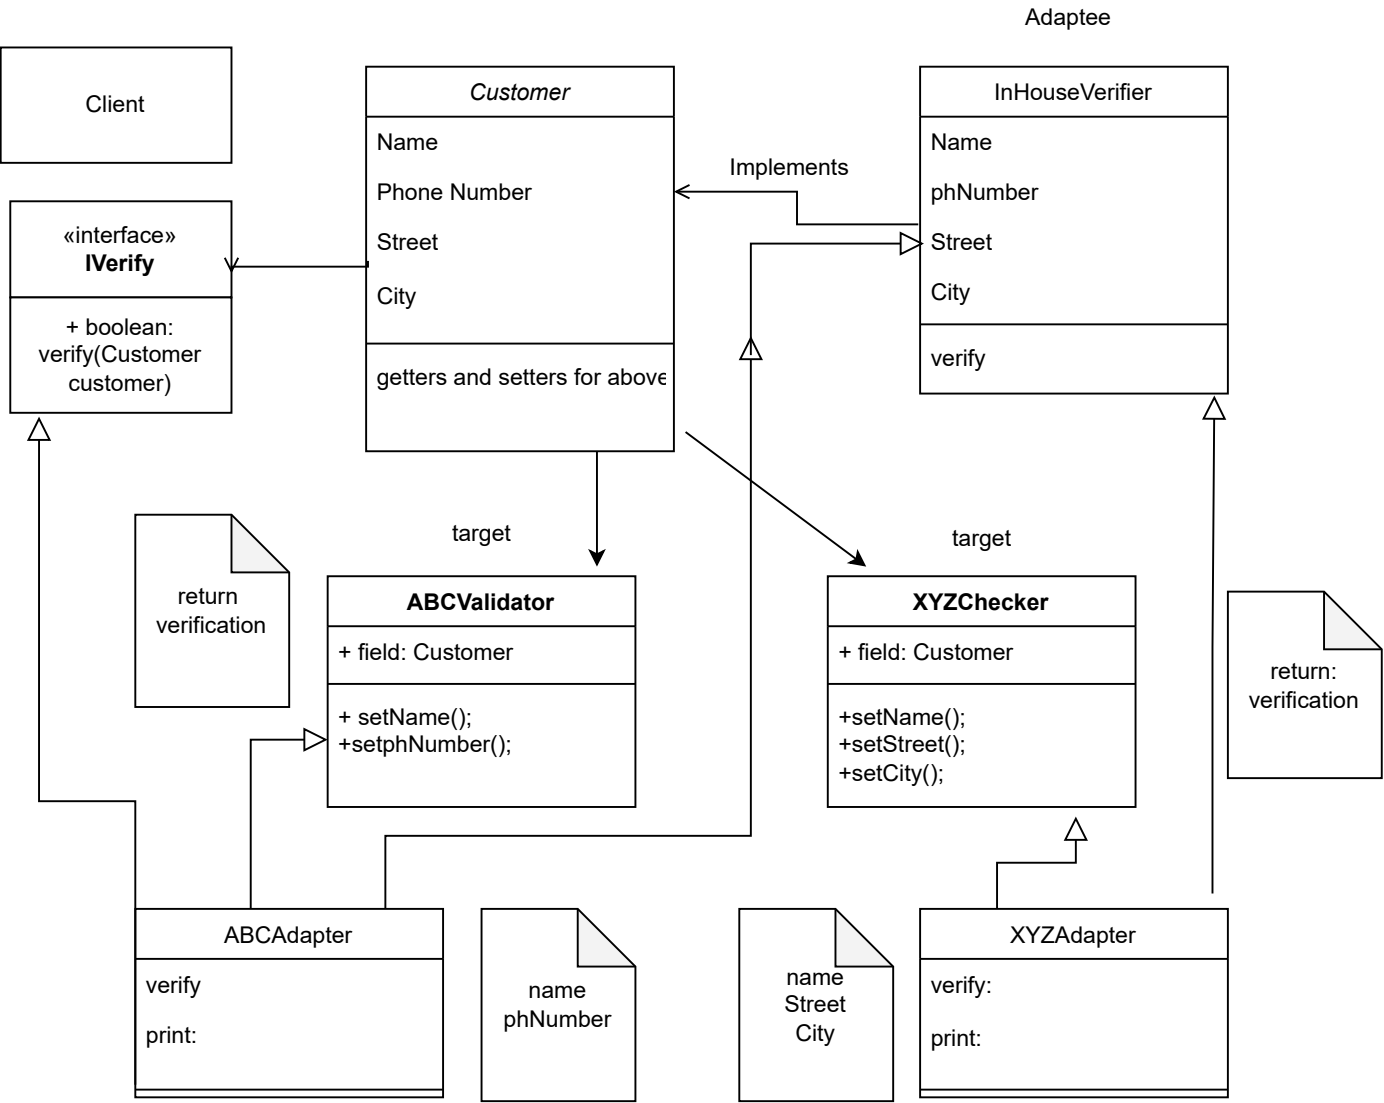 Adaptee
Client
Customer
Name
Phone Number
Street
City
getters and setters for above
Implements
InHouseVerifier
Name
phNumber
Street
City
verify
«interface»
IVerify
+ boolean:
verify(Customer
customer)
return
verification
target
ABCValidator
+ field: Customer
+ setName();
+setphNumber();
target
XYZChecker
+ field: Customer
+setName();
+setStreet();
+setCity();
return:
verification
ABCAdapter
verify
print:
name
phNumber
name
Street
City
XYZAdapter
verify:
print: